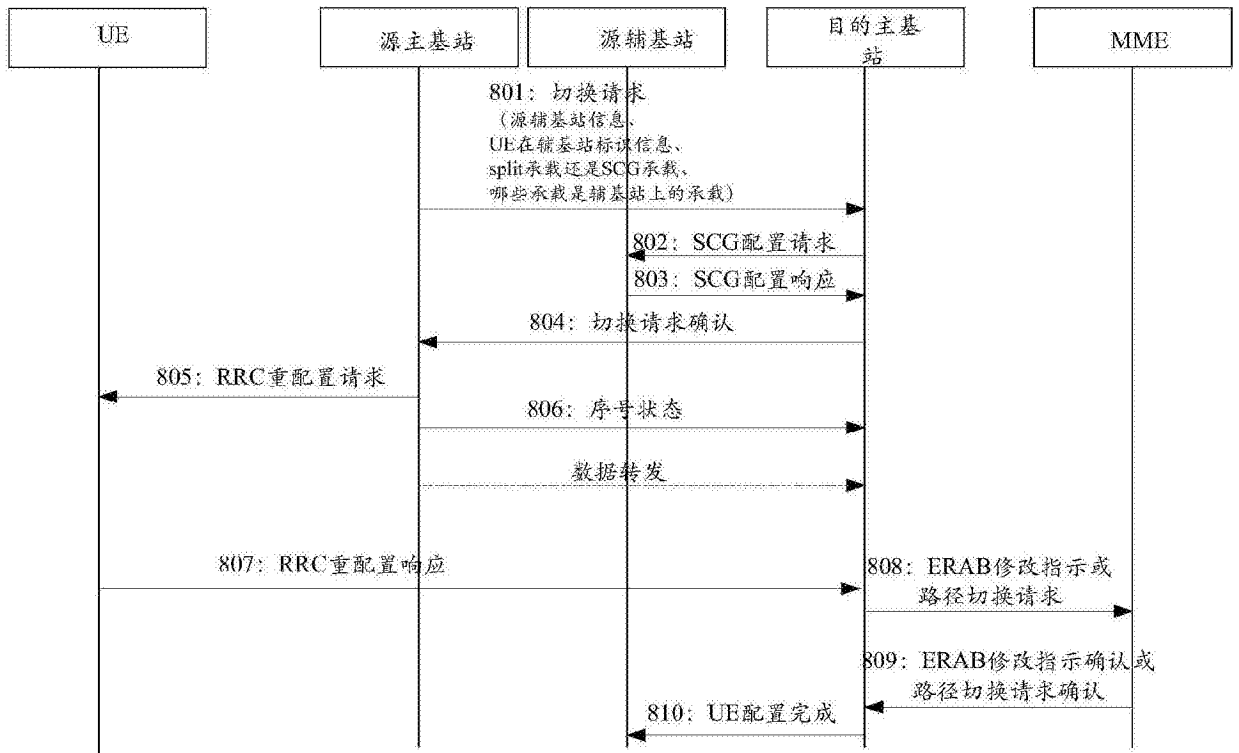 UE
源主基站
源辅基站
目的主基
站
MME
801：切换请求
（源辅基站信息、
UE在辅基站标识信息、
split承载还是SCG承载、
哪些承载是辅基站上的承载）
802：SCG配置请求
803：SCG配置响应
804：切换请求确认
805：RRC重配置请求
806：序号状态
数据转发
807：RRC重配置响应
808：ERAB修改指示或
路径切换请求
809：ERAB修改指示确认或
路径切换请求确认
810：UE配置完成